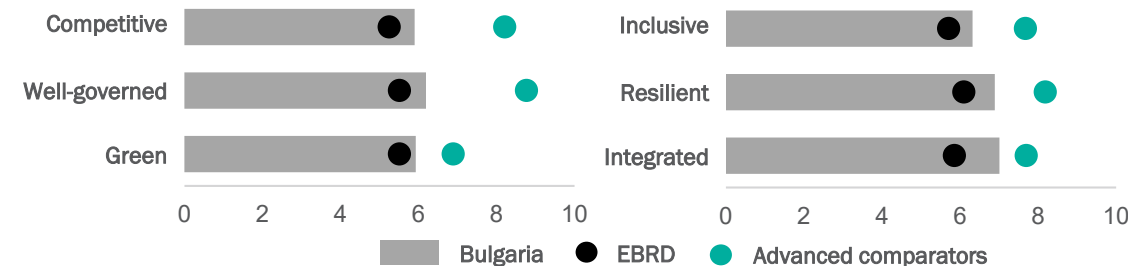 Competitive
Well-governed
Green
0 2 4 6 8 10
Inclusive
Resilient
Integrated
0 2 4 6 8 10
Bulgaria EBRD Advanced comparators